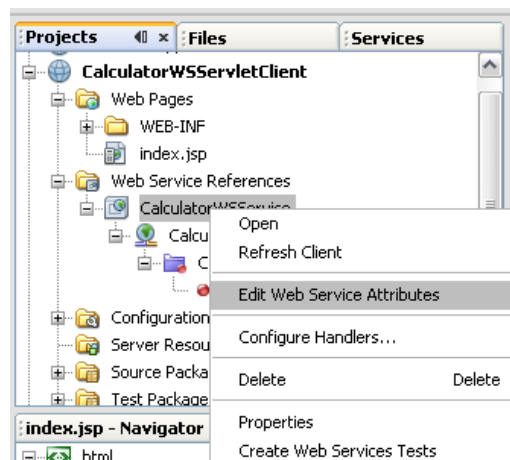 Projects Files Services
CalculatorWSServletClient
Web Pages
WEB-INF
index.jsp
Web Service References
CalculatorWSService
Open
Calcu
Refresh Client
C
Edit Web Service Attributes
Configuration
Configure Handlers...
Server Resou
Source Packa
Delete Delete
Test Package
Properties
index.jsp - Navigator
Create Web Services Tests
html